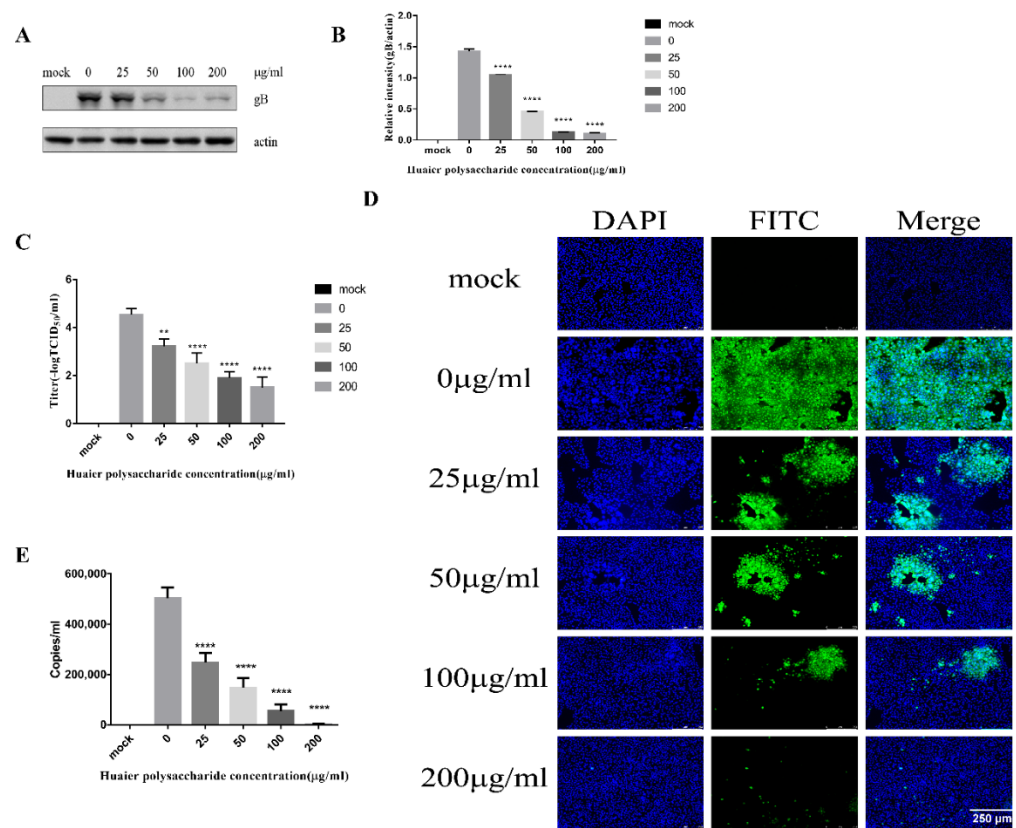 A
mock 0 25 50 100 200 μg/ml
gB
actin
B
Relative intensity(gB/actin)
2.0
1.5
1.0
0.5
0.0
****
****
****
****
mock 0 25 50 100 200
Huaier polysaccharide concentration(μg/ml)
mock
0
25
50
100
200
C
Titer(-logTCID50/ml)
6
4
2
0
**
****
****
****
mock 0 25 50 100 200
Huaier polysaccharide concentration(μg/ml)
mock
0
25
50
100
200
D
DAPI FITC Merge
mock
0μg/ml
25μg/ml
50μg/ml
100μg/ml
200μg/ml
250 μm
E
Copies/ml
600,000
400,000
200,000
0
****
****
****
****
mock 0 25 50 100 200
Huaier polysaccharide concentration(μg/ml)